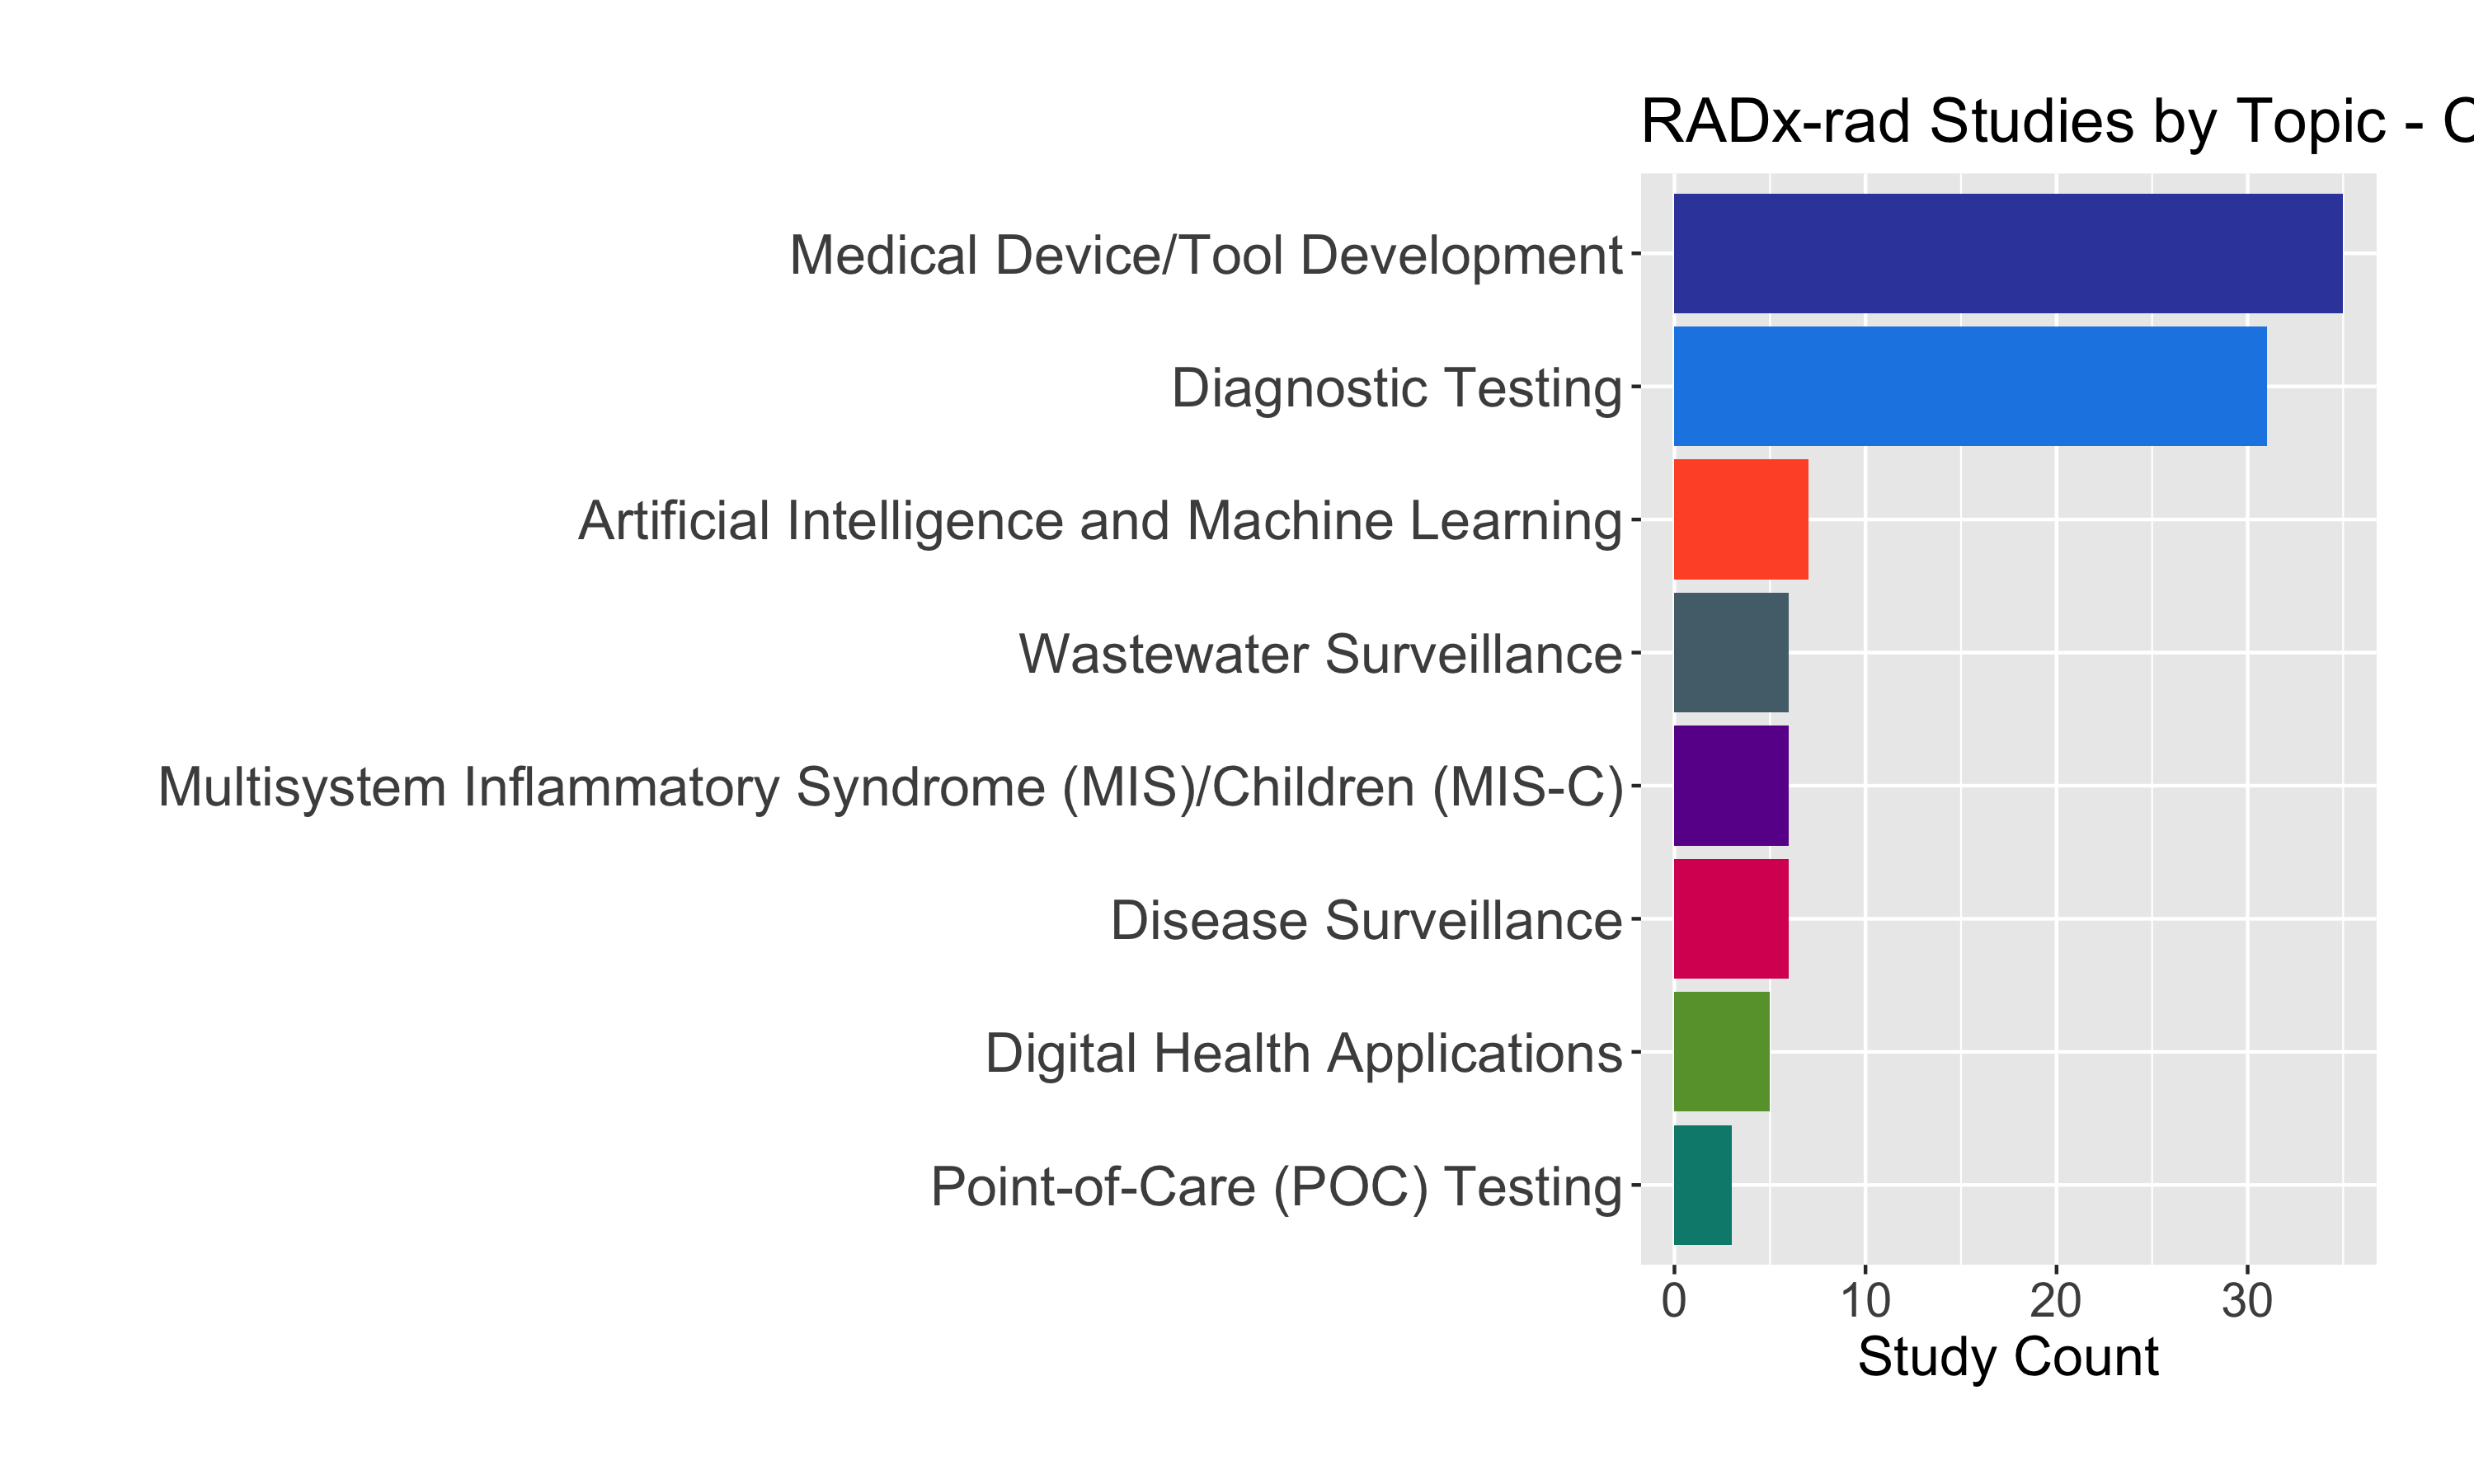 RADx-rad Studies by Topic -
Medical Device/Tool Development
Diagnostic Testing
Artificial Intelligence and Machine Learning
Wastewater Surveillance
Multisystem Inflammatory Syndrome (MIS)/Children (MIS-C)
Disease Surveillance
Digital Health Applications
Point-of-Care (POC) Testing
0 10 20 30
Study Count